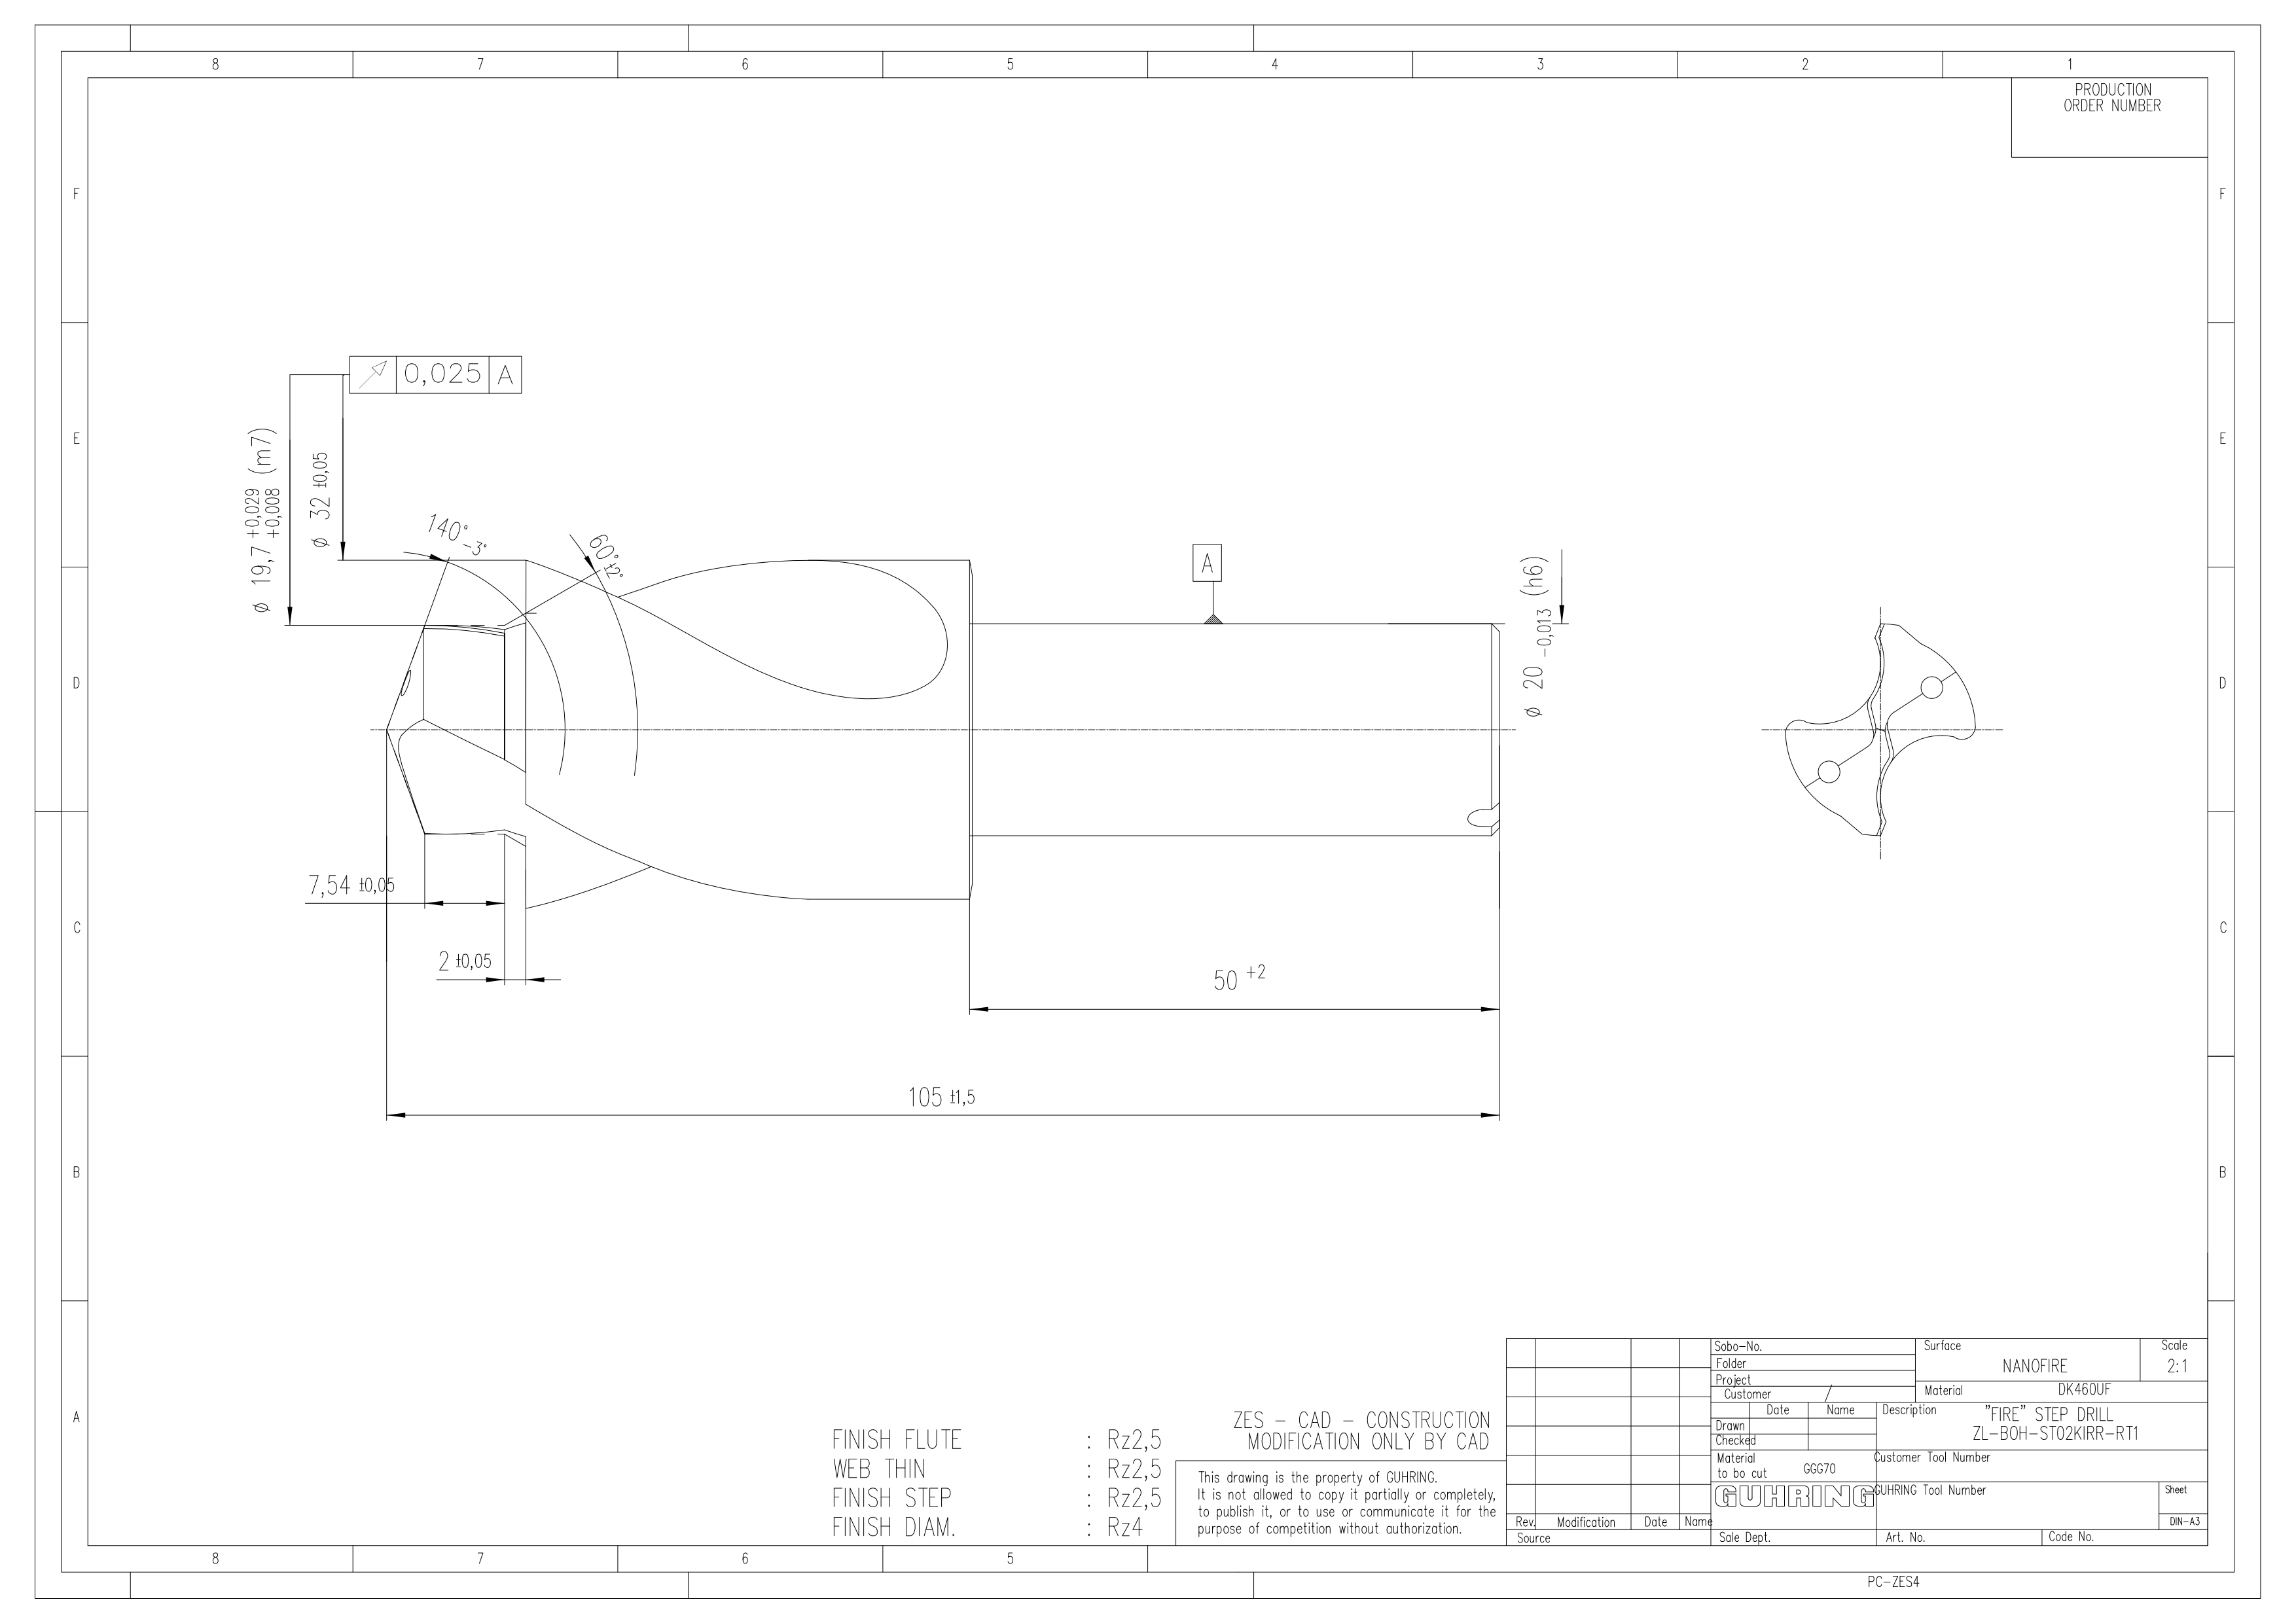 8 7 6 5 4 3 2 1
PRODUCTION
ORDER NUMBER
F F
E E
D D
C C
B B
A
0,025 A
ϕ 19,7 +0,029 +0,008 (m7)
ϕ 32 ±0,05
140° -3°
60° ±2°
A
ϕ 20 -0,013 (h6)
7,54 ±0,05
2 ±0,05
50 +2
105 ±1,5
FINISH FLUTE : Rz2,5
WEB THIN : Rz2,5
FINISH STEP : Rz2,5
FINISH DIAM. : Rz4
ZES - CAD - CONSTRUCTION
MODIFICATION ONLY BY CAD
This drawing is the property of GUHRING.
It is not allowed to copy it partially or completely,
to publish it, or to use or communicate it for the
purpose of competition without authorization.
Rev. Modification Date Name
Source
Sobo-No.
Folder
Project
Customer /
Surface
NANOFIRE
Scale
2:1
Material DK460UF
Date Name
Drawn
Checked
Description "FIRE" STEP DRILL
ZL-BOH-ST02KIRR-RT1
Material
to bo cut GGG70
Customer Tool Number
GUHRING
GUHRING Tool Number
Sheet
DIN-A3
Sale Dept.
Art. No.
Code No.
8 7 6 5
PC-ZES4